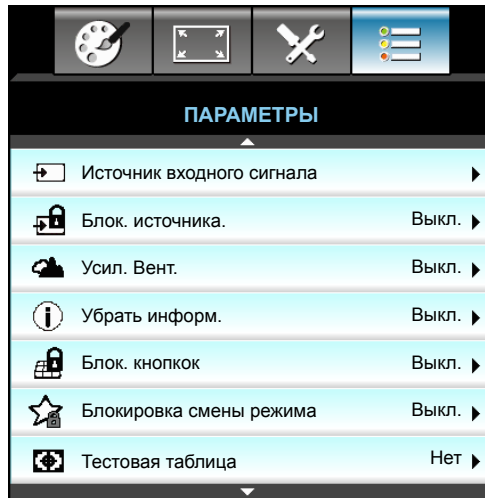 ПАРАМЕТРЫ
Источник входного сигнала
Блок. источника. Выкл.
Усил. Вент. Выкл.
Убрать информ. Выкл.
Блок. кнопкок Выкл.
Блокировка смены режима Выкл.
Тестовая таблица Нет